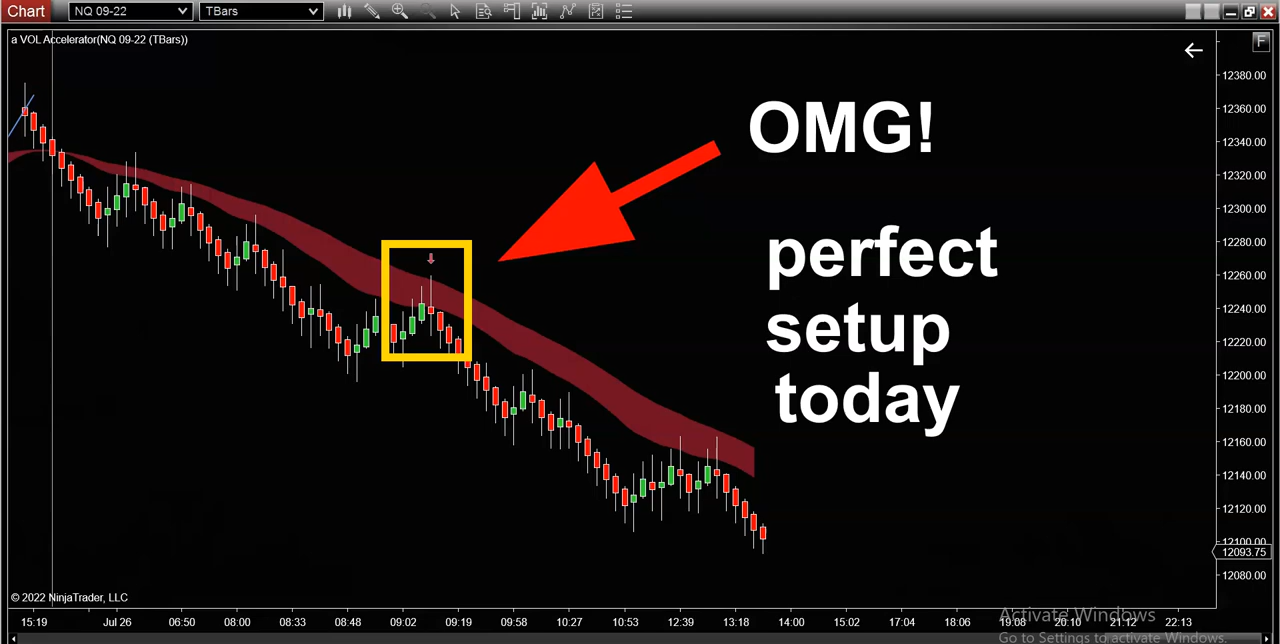 Chart NQ 09-22 TBars
a VOL Accelerator(NQ 09-22 (TBars))
F
OMG!
perfect
setup
today
12380.00
12360.00
12340.00
12320.00
12300.00
12280.00
12260.00
12240.00
12220.00
12200.00
12180.00
12160.00
12140.00
12120.00
12100.00
12093.75
12080.00
© 2022 NinjaTrader, LLC
15:19 Jul 26 06:50 08:00 08:33 08:48 09:02 09:19 09:58 10:27 10:53 12:39 13:18 14:00 15:02 17:04 18:06 19:08 20:10 21:12 22:13
Activate Windows
Go to Settings to activate Windows.